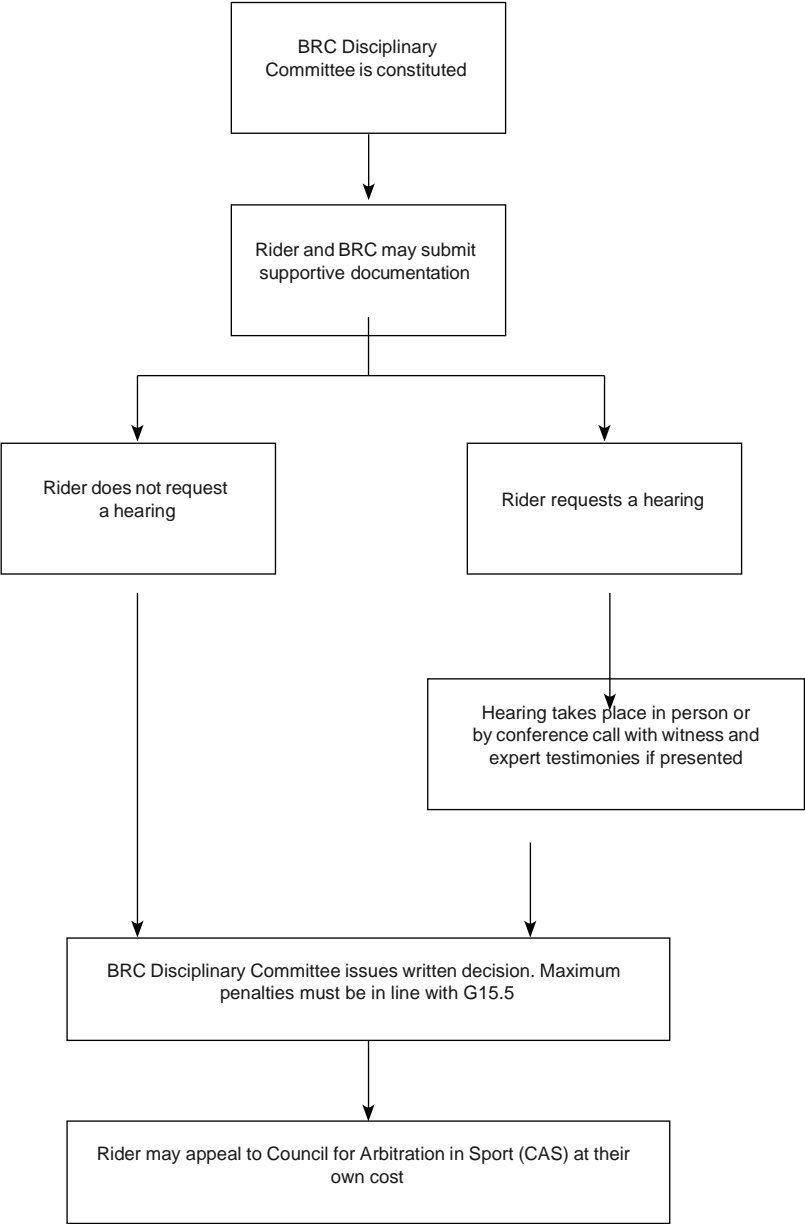 BRC Disciplinary
Committee is constituted
Rider and BRC may submit
supportive documentation
Rider does not request
a hearing
Rider requests a hearing
Hearing takes place in person or
by conference call with witness and
expert testimonies if presented
BRC Disciplinary Committee issues written decision. Maximum
penalties must be in line with G15.5
Rider may appeal to Council for Arbitration in Sport (CAS) at their
own cost